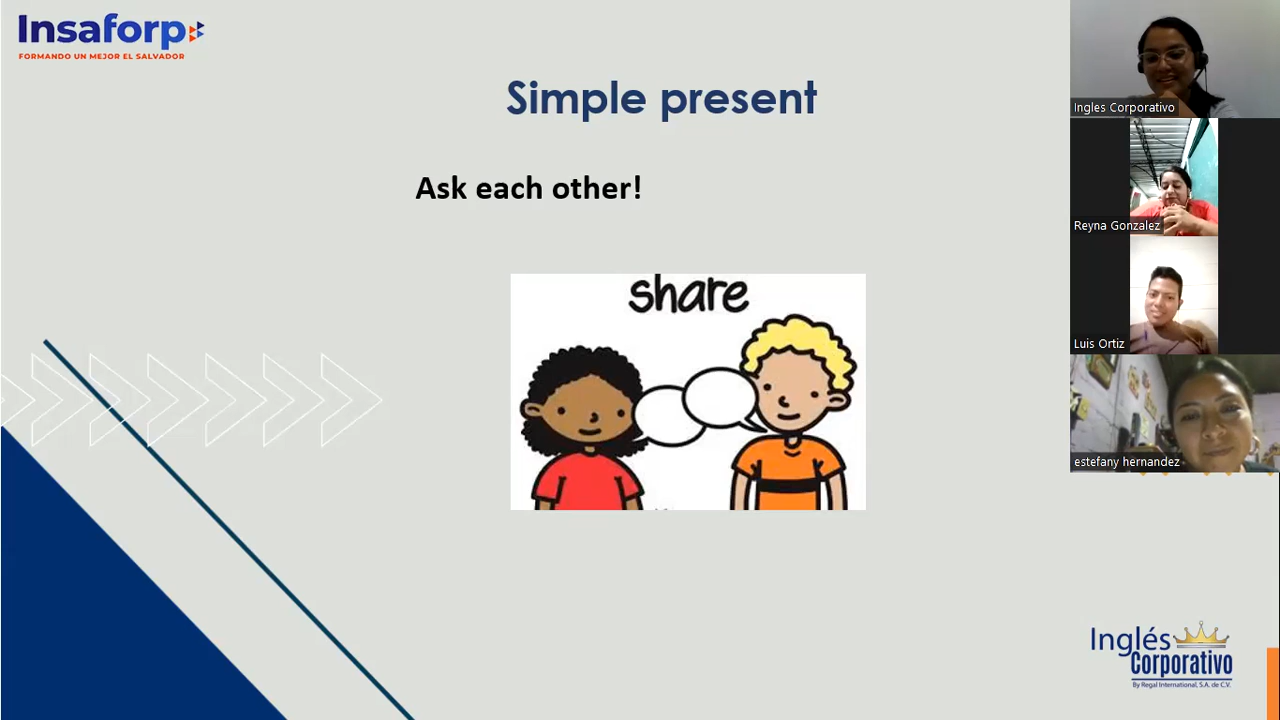 Insaforp
FORMANDO UN MEJOR EL SALVADOR
Simple present
Ask each other!
share
Ingles Corporativo
Reyna Gonzalez
Luis Ortiz
estefany hernandez
Inglés
Corporativo
By Regal International, S.A. de C.V.